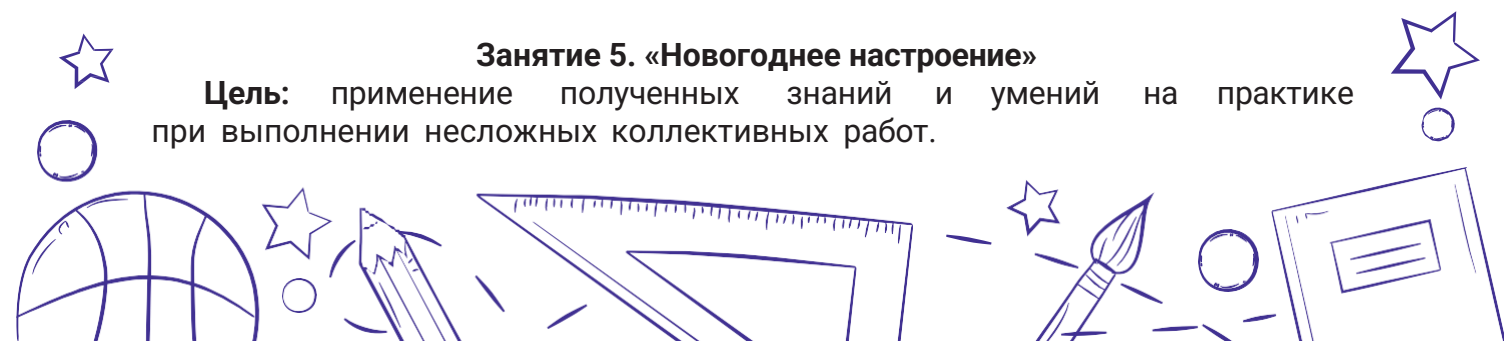 Занятие 5. «Новогоднее настроение»
Цель: применение полученных знаний и умений на практике
при выполнении несложных коллективных работ.